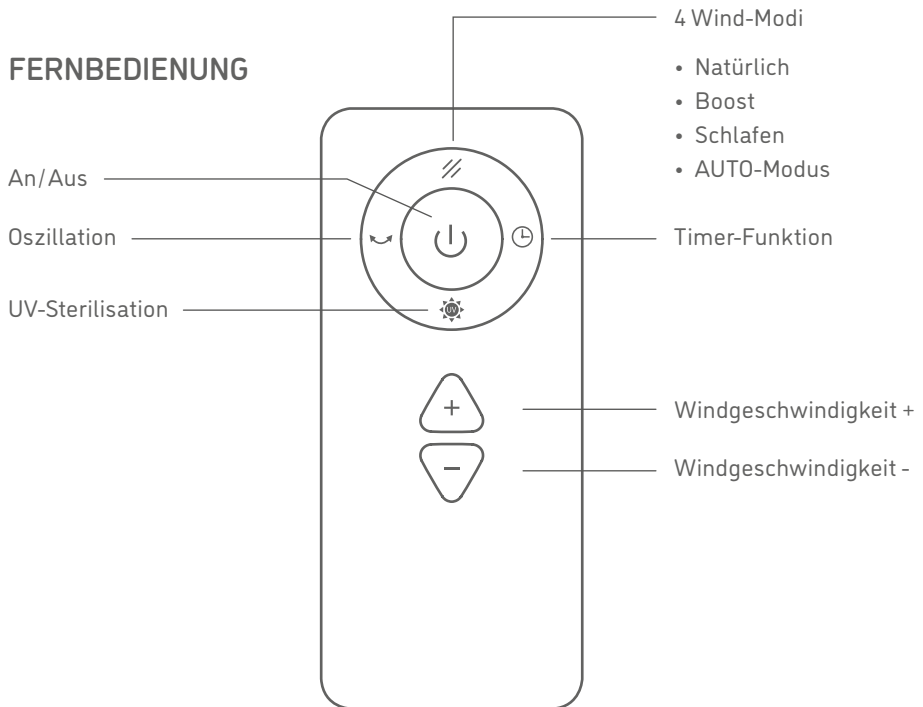 FERNBEDIENUNG
4 Wind-Modi
• Natürlich
• Boost
• Schlafen
• AUTO-Modus
An/Aus
Oszillation
Timer-Funktion
UV-Sterilisation
UV
+
Windgeschwindigkeit +
−
Windgeschwindigkeit -